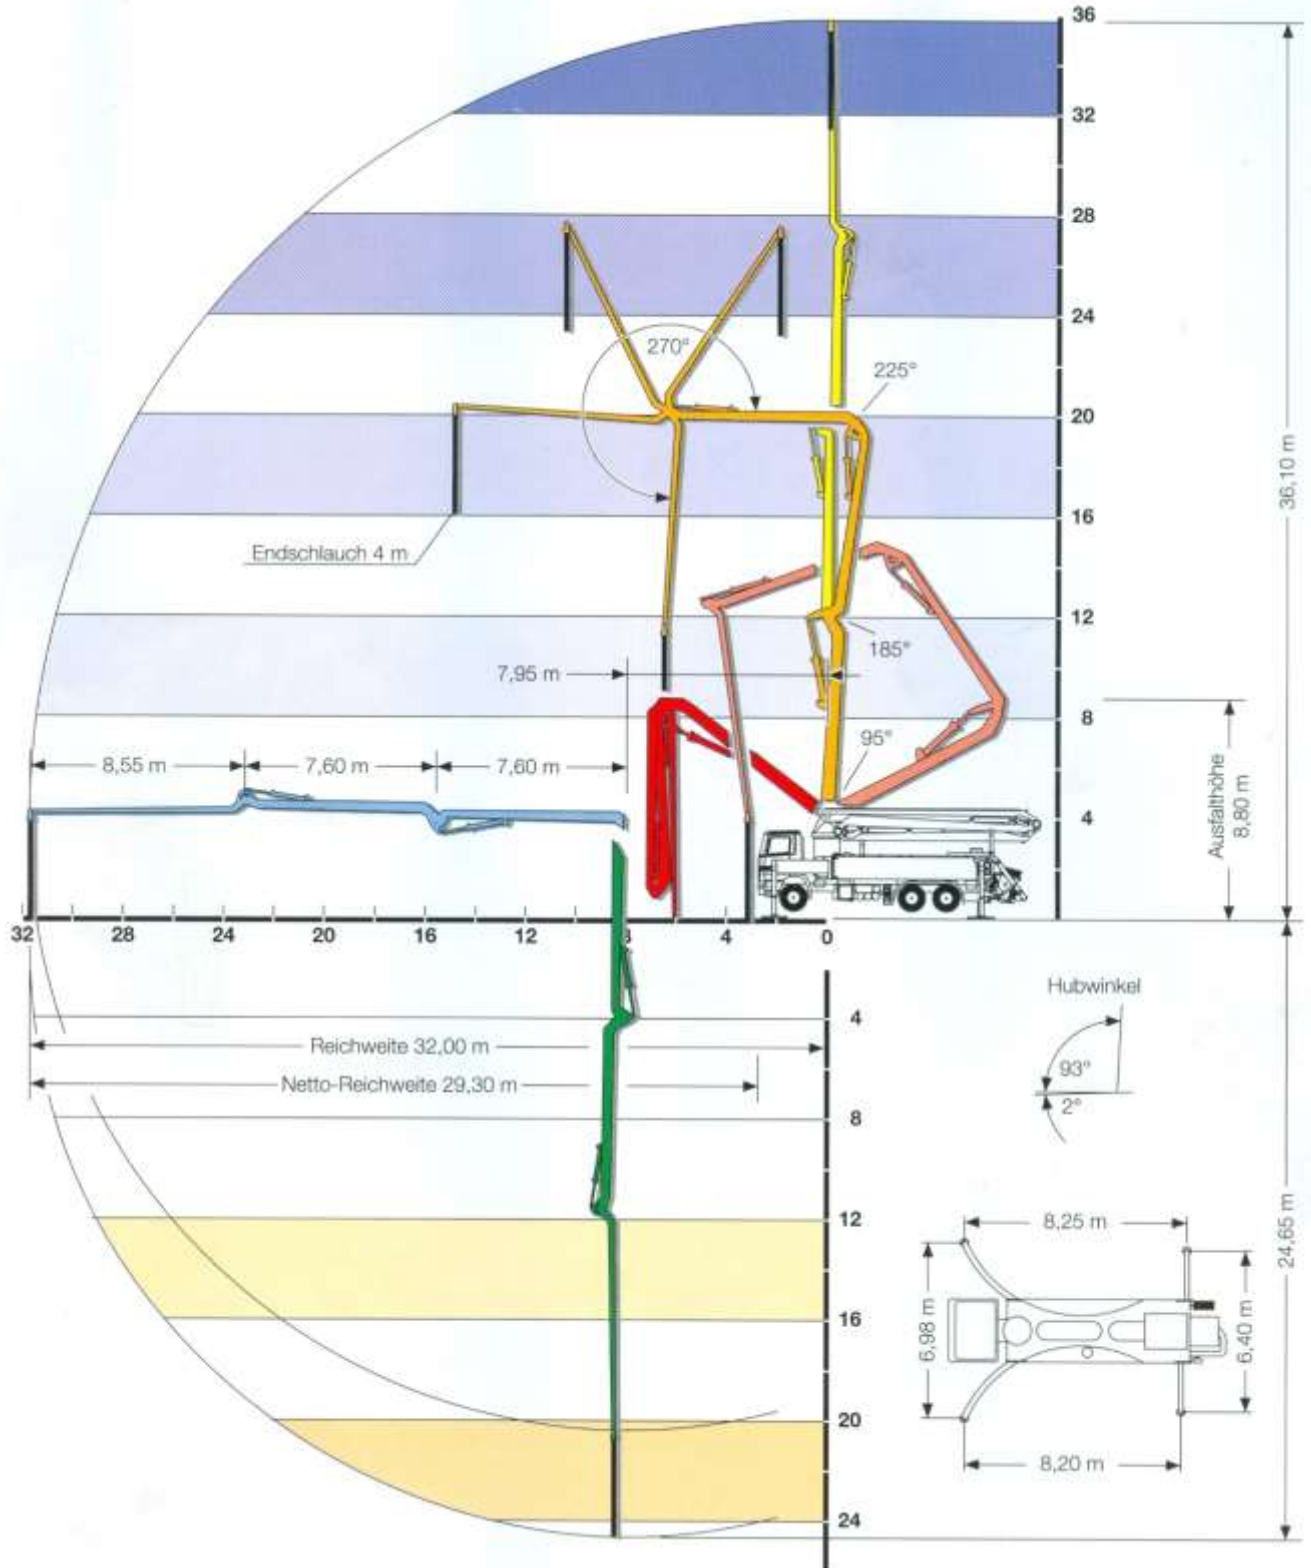 36
32
28
24
270°
225°
20
36,10 m
16
Endschlauch 4 m
12
185°
7,95 m
8
95°
8,55 m
7,60 m
7,60 m
4
Ausfalthöhe
8,80 m
32
28
24
20
16
8
4
0
Hubwinkel
4
Reichweite 32,00 m
93°
Netto-Reichweite 29,30 m
2°
8
12
8,25 m
24,65 m
16
6,98 m
6,40 m
20
8,20 m
24